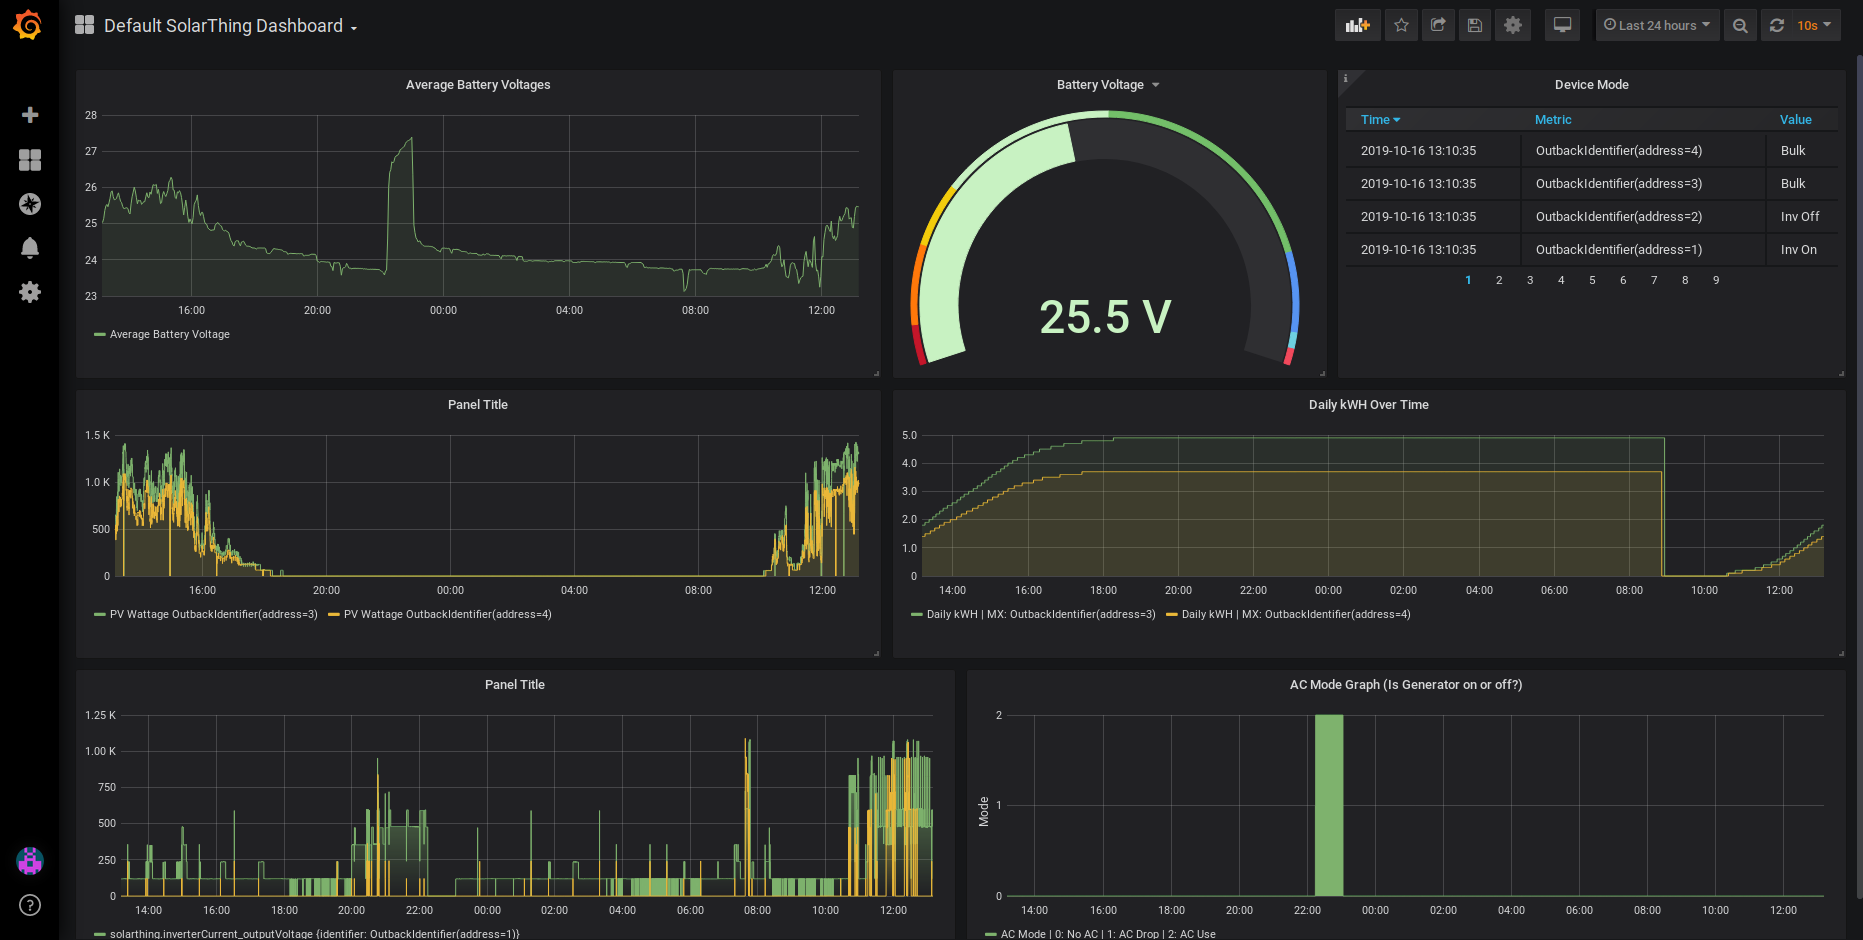 Default SolarThing Dashboard
Last 24 hours
10s
Average Battery Voltages
28
27
26
25
24
23
16:00 20:00 00:00 04:00 08:00 12:00
Average Battery Voltage
Battery Voltage
25.5 V
i
Device Mode
Time Metric Value
2019-10-16 13:10:35 OutbackIdentifier(address=4) Bulk
2019-10-16 13:10:35 OutbackIdentifier(address=3) Bulk
2019-10-16 13:10:35 OutbackIdentifier(address=2) Inv Off
2019-10-16 13:10:35 OutbackIdentifier(address=1) Inv On
1 2 3 4 5 6 7 8 9
Panel Title
1.5 K
1.0 K
500
0
16:00 20:00 00:00 04:00 08:00 12:00
PV Wattage OutbackIdentifier(address=3) PV Wattage OutbackIdentifier(address=4)
Daily kWH Over Time
5.0
4.0
3.0
2.0
1.0
0
14:00 16:00 18:00 20:00 22:00 00:00 02:00 04:00 06:00 08:00 10:00 12:00
Daily kWH | MX: OutbackIdentifier(address=3) Daily kWH | MX: OutbackIdentifier(address=4)
Panel Title
1.25 K
1.00 K
750
500
250
0
14:00 16:00 18:00 20:00 22:00 00:00 02:00 04:00 06:00 08:00 10:00 12:00
solarthing.inverterCurrent_outputVoltage {identifier: OutbackIdentifier(address=1)}
AC Mode Graph (Is Generator on or off?)
Mode
2
1
0
14:00 16:00 18:00 20:00 22:00 00:00 02:00 04:00 06:00 08:00 10:00 12:00
AC Mode | 0: No AC | 1: AC Drop | 2: AC Use
?